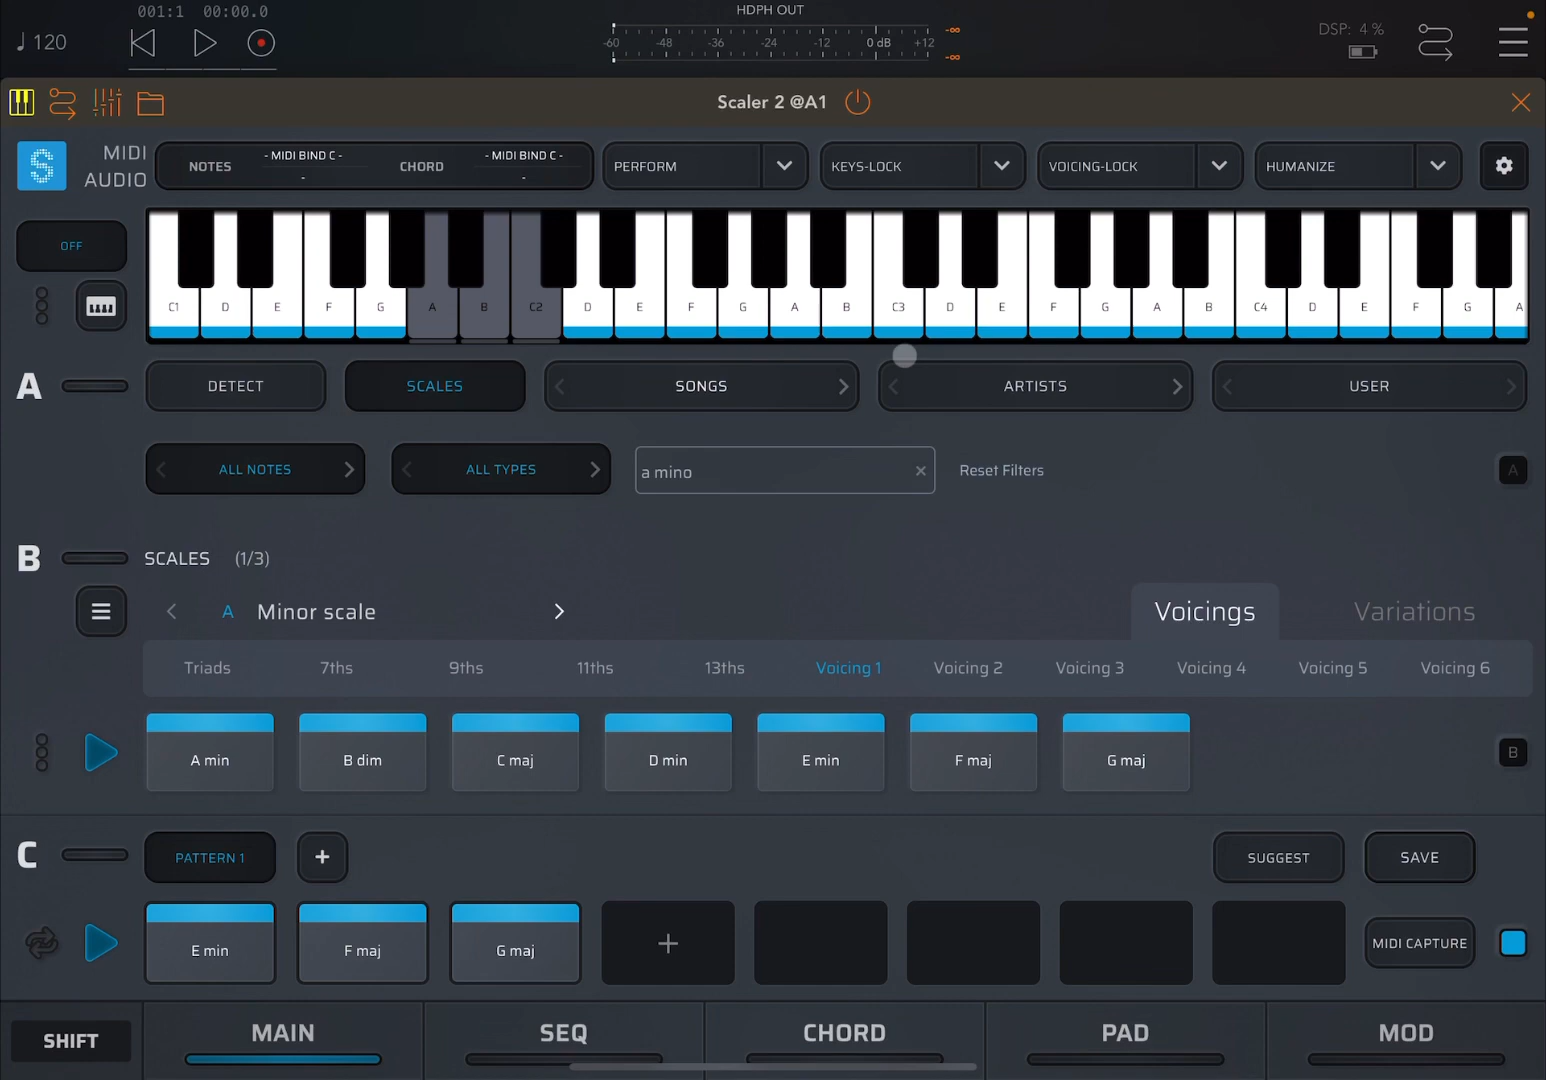 001:1 00:00.0
HDPH OUT
♩ 120
-60 -48 -36 -24 -12 0 dB +12
-∞
-∞
DSP: 4 %
Scaler 2 @A1
S
MIDI
AUDIO
NOTES - MIDI BIND C - -
CHORD - MIDI BIND C - -
PERFORM
KEYS-LOCK
VOICING-LOCK
HUMANIZE
OFF
C1 D E F G A B C2 D E F G A B C3 D E F G A B C4 D E F G A
A
DETECT
SCALES
SONGS
ARTISTS
USER
ALL NOTES
ALL TYPES
a mino
Reset Filters
A
B
SCALES (1/3)
A Minor scale
Voicings
Variations
Triads 7ths 9ths 11ths 13ths Voicing 1 Voicing 2 Voicing 3 Voicing 4 Voicing 5 Voicing 6
A min B dim C maj D min E min F maj G maj
B
C
PATTERN 1
+
SUGGEST
SAVE
E min F maj G maj +
MIDI CAPTURE
SHIFT
MAIN
SEQ
CHORD
PAD
MOD